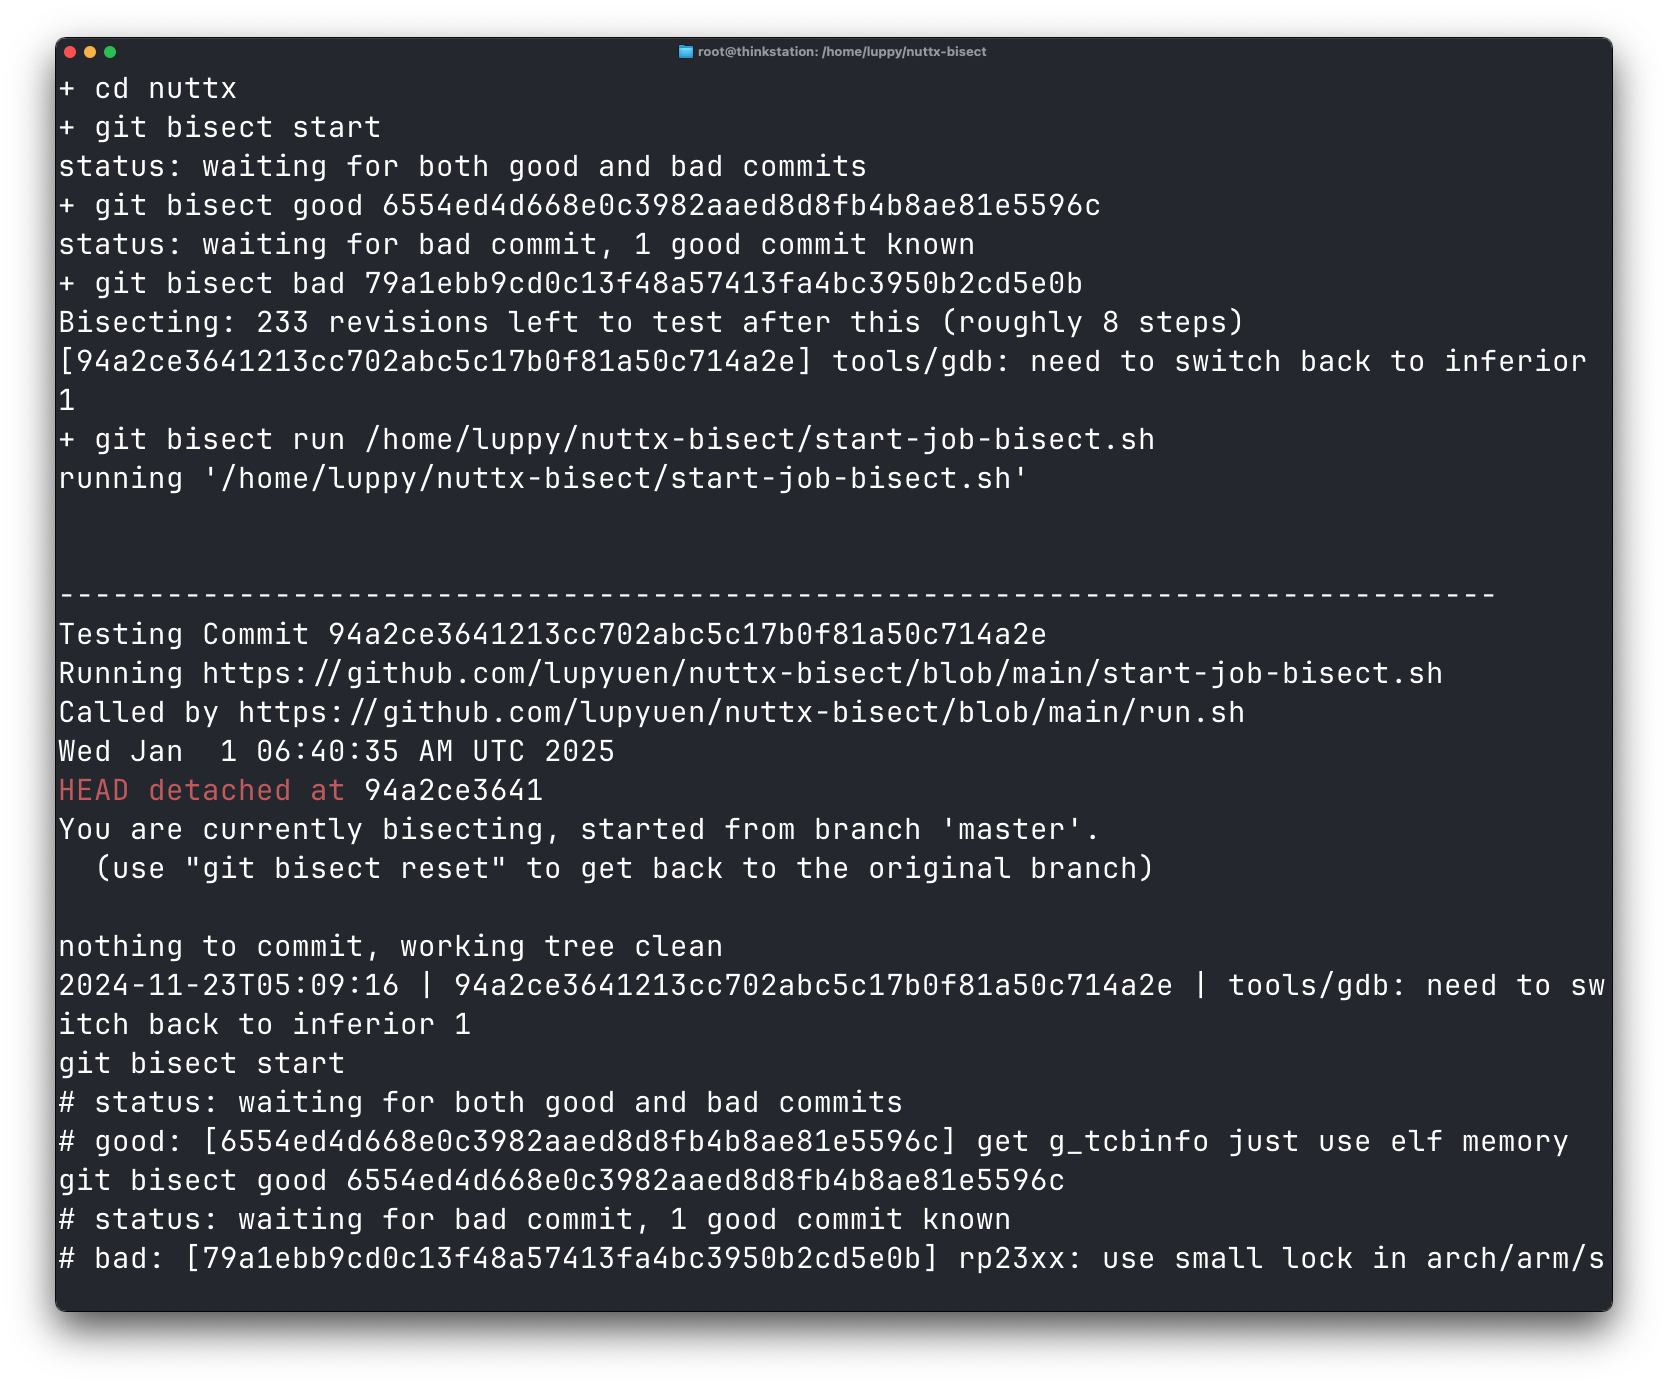 root@thinkstation: /home/luppy/nuttx-bisect
+ cd nuttx
+ git bisect start
status: waiting for both good and bad commits
+ git bisect good 6554ed4d668e0c3982aaed8d8fb4b8ae81e5596c
status: waiting for bad commit, 1 good commit known
+ git bisect bad 79a1ebb9cd0c13f48a57413fa4bc3950b2cd5e0b
Bisecting: 233 revisions left to test after this (roughly 8 steps)
[94a2ce3641213cc702abc5c17b0f81a50c714a2e] tools/gdb: need to switch back to inferior
1
+ git bisect run /home/luppy/nuttx-bisect/start-job-bisect.sh
running '/home/luppy/nuttx-bisect/start-job-bisect.sh'
--------------------------------------------------------------------------------
Testing Commit 94a2ce3641213cc702abc5c17b0f81a50c714a2e
Running https://github.com/lupyuen/nuttx-bisect/blob/main/start-job-bisect.sh
Called by https://github.com/lupyuen/nuttx-bisect/blob/main/run.sh
Wed Jan  1 06:40:35 AM UTC 2025
HEAD detached at 94a2ce3641
You are currently bisecting, started from branch 'master'.
  (use "git bisect reset" to get back to the original branch)
nothing to commit, working tree clean
2024-11-23T05:09:16 | 94a2ce3641213cc702abc5c17b0f81a50c714a2e | tools/gdb: need to sw
itch back to inferior 1
git bisect start
# status: waiting for both good and bad commits
# good: [6554ed4d668e0c3982aaed8d8fb4b8ae81e5596c] get g_tcbinfo just use elf memory
git bisect good 6554ed4d668e0c3982aaed8d8fb4b8ae81e5596c
# status: waiting for bad commit, 1 good commit known
# bad: [79a1ebb9cd0c13f48a57413fa4bc3950b2cd5e0b] rp23xx: use small lock in arch/arm/s